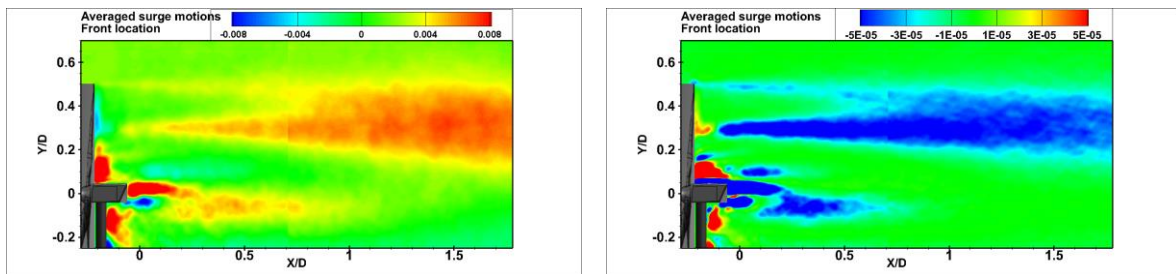 Averaged surge motions
Front location
-0.008 -0.004 0 0.004 0.008
0.6
0.4
0.2
0
-0.2
Y/D
0 0.5 1 1.5
X/D
Averaged surge motions
Front location
-5E-05 -3E-05 -1E-05 1E-05 3E-05 5E-05
0.6
0.4
0.2
0
-0.2
Y/D
0 0.5 1 1.5
X/D